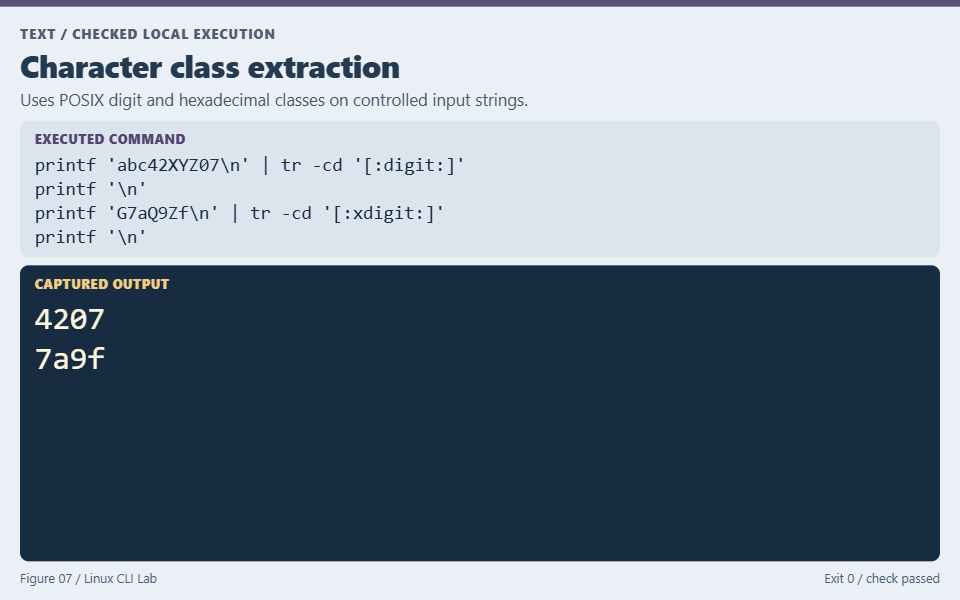 TEXT / CHECKED LOCAL EXECUTION
Character class extraction
Uses POSIX digit and hexadecimal classes on controlled input strings.
EXECUTED COMMAND
printf 'abc42XYZ07\n' | tr -cd '[:digit:]'
printf '\n'
printf 'G7aQ9Zf\n' | tr -cd '[:xdigit:]'
printf '\n'
CAPTURED OUTPUT
4207
7a9f
Figure 07 / Linux CLI Lab
Exit 0 / check passed